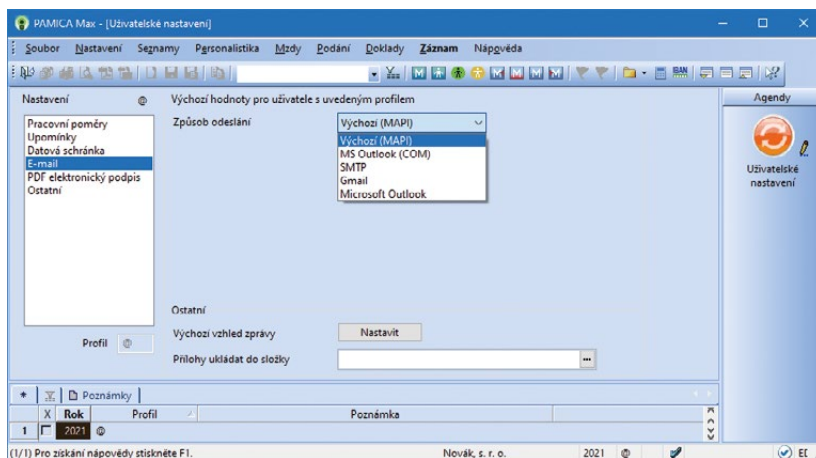 PAMICA Max - [Uživatelské nastavení]
Soubor Nastavení Seznamy Personalistika Mzdy Podání Doklady Záznam Nápověda
Nastavení @
Výchozí hodnoty pro uživatele s uvedeným profilem
Agendy
Pracovní poměry
Upomínky
Datová schránka
E-mail
PDF elektronický podpis
Ostatní
Způsob odeslání
Výchozí (MAPI)
Výchozí (MAPI)
MS Outlook (COM)
SMTP
Gmail
Microsoft Outlook
Uživatelské
nastavení
Ostatní
Výchozí vzhled zprávy Nastavit
Profil @
Přílohy ukládat do složky ...
* Poznámky
X Rok Profil Poznámka
1 2021 @
(1/1) Pro získání nápovědy stiskněte F1. Novák, s. r. o. 2021 @